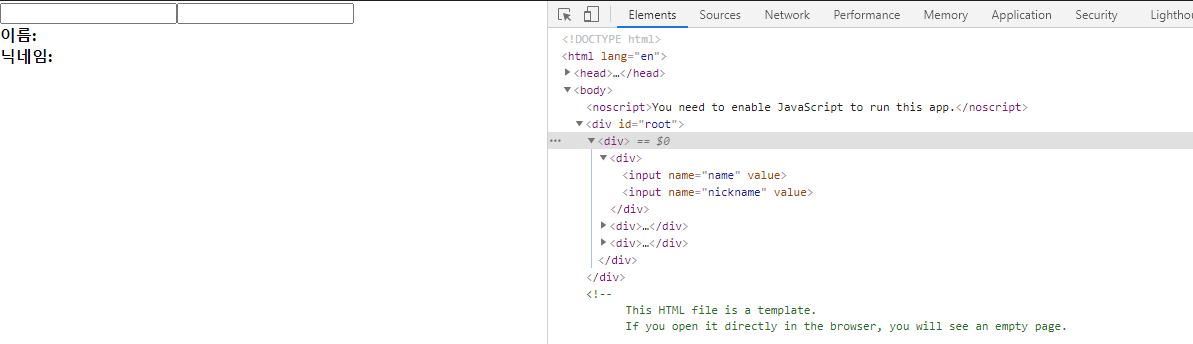 이름:
닉네임:
Elements Sources Network Performance Memory Application Security Lighthou
<!DOCTYPE html>
<html lang="en">
<head>…</head>
<body>
<noscript>You need to enable JavaScript to run this app.</noscript>
<div id="root">
<div> == $0
<div>
<input name="name" value>
<input name="nickname" value>
</div>
<div>…</div>
<div>…</div>
</div>
</div>
<!--
This HTML file is a template.
If you open it directly in the browser, you will see an empty page.